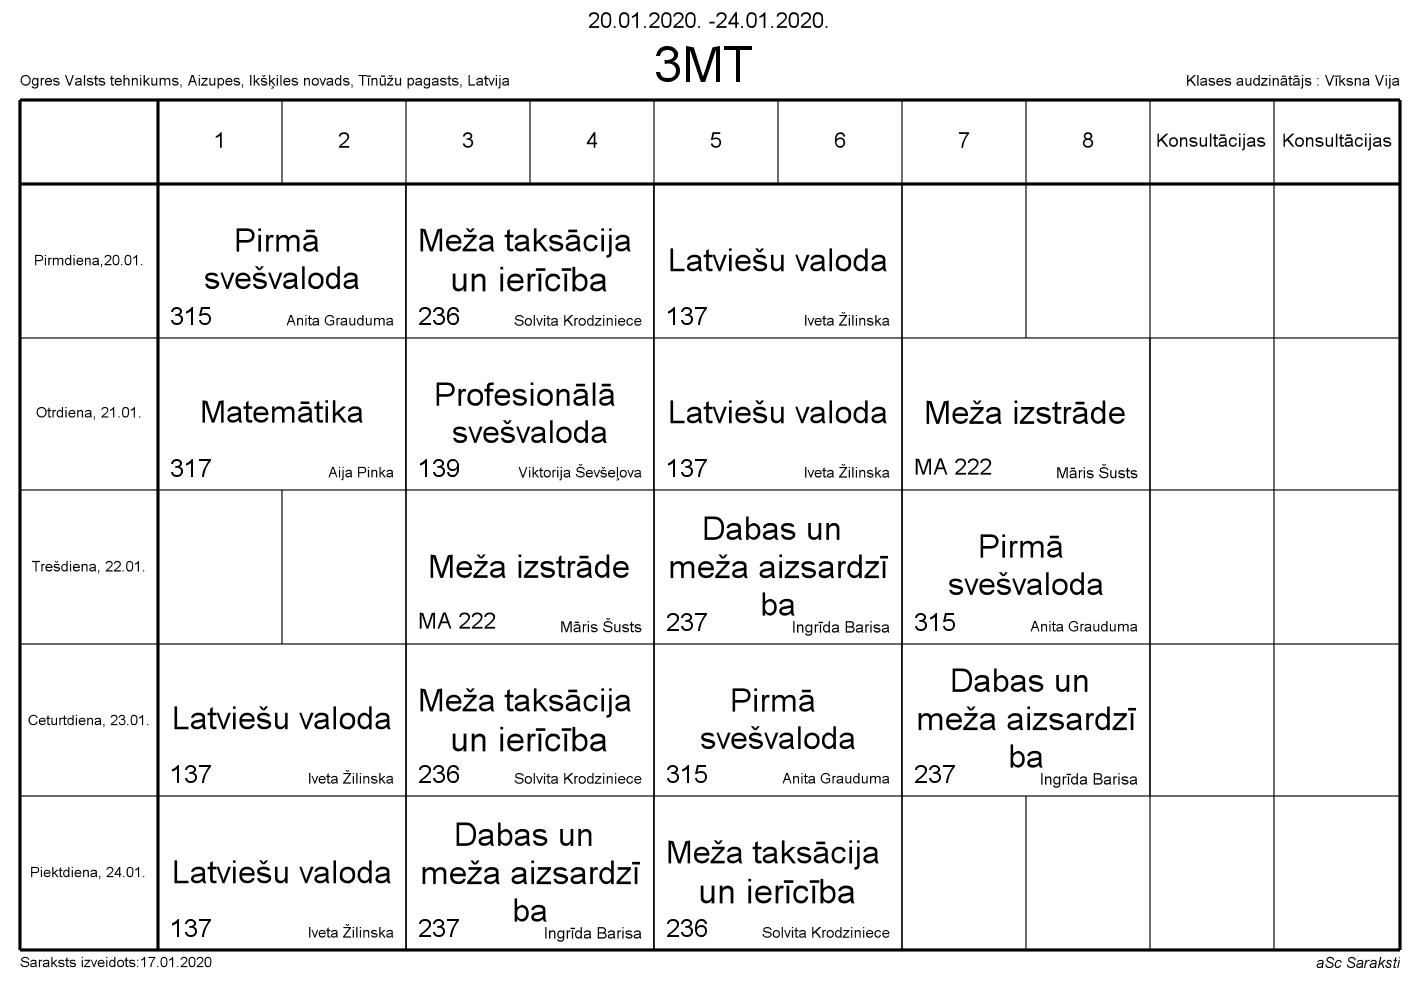 20.01.2020. -24.01.2020.
3MT
Ogres Valsts tehnikums, Aizupes, Ikšķiles novads, Tīnūžu pagasts, Latvija
Klases audzinātājs : Vīksna Vija
1 2 3 4 5 6 7 8 Konsultācijas Konsultācijas
Pirmdiena,20.01.
Pirmā
svešvaloda
315 Anita Grauduma
Meža taksācija
un ierīcība
236 Solvita Krodziniece
Latviešu valoda
137 Iveta Žilinska
Otrdiena, 21.01.
Matemātika
317 Aija Pinka
Profesionālā
svešvaloda
139 Viktorija Ševšeļova
Latviešu valoda
137 Iveta Žilinska
Meža izstrāde
MA 222 Māris Šusts
Trešdiena, 22.01.
Meža izstrāde
MA 222 Māris Šusts
Dabas un
meža aizsardzī
ba
237 Ingrīda Barisa
Pirmā
svešvaloda
315 Anita Grauduma
Ceturtdiena, 23.01.
Latviešu valoda
137 Iveta Žilinska
Meža taksācija
un ierīcība
236 Solvita Krodziniece
Pirmā
svešvaloda
315 Anita Grauduma
Dabas un
meža aizsardzī
ba
237 Ingrīda Barisa
Piektdiena, 24.01.
Latviešu valoda
137 Iveta Žilinska
Dabas un
meža aizsardzī
ba
237 Ingrīda Barisa
Meža taksācija
un ierīcība
236 Solvita Krodziniece
Saraksts izveidots:17.01.2020
aSc Saraksti